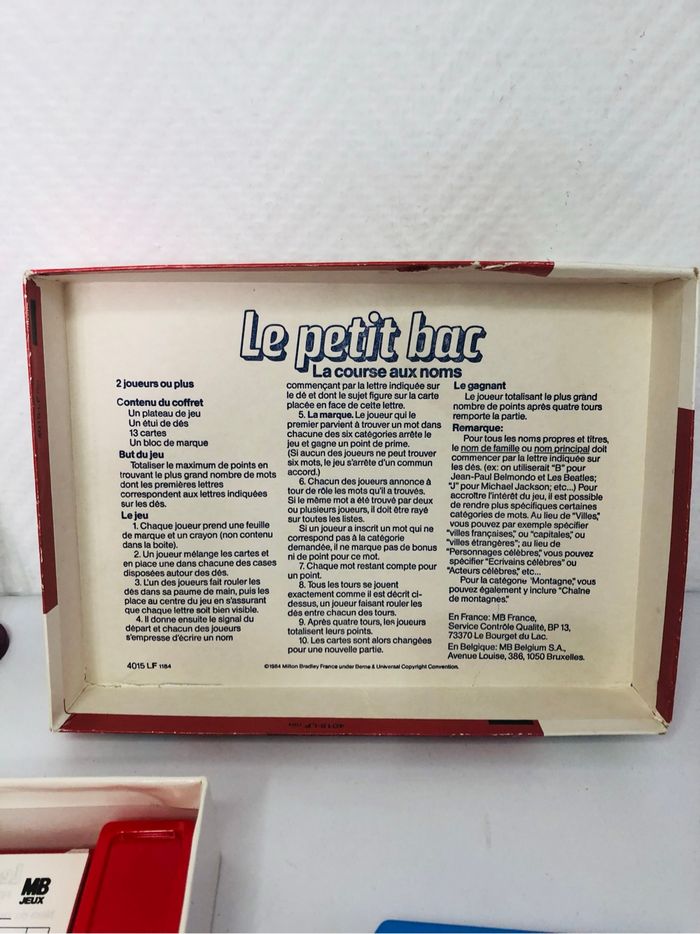 Le petit bac
La course aux noms
2 joueurs ou plus
Contenu du coffret
Un plateau de jeu
Un étui de dés
13 cartes
Un bloc de marque
But du jeu
Totaliser le maximum de points en
trouvant le plus grand nombre de mots
dont les premières lettres
correspondent aux lettres indiquées
sur les dés.
Le jeu
1. Chaque joueur prend une feuille
de marque et un crayon (non contenu
dans la boite).
2. Un joueur mélange les cartes et
en place une dans chacune des cases
disposées autour des dés.
3. L'un des joueurs fait rouler les
dés dans sa paume de main, puis les
place au centre du jeu en s'assurant
que chaque lettre soit bien visible.
4. Il donne ensuite le signal du
départ et chacun des joueurs
s'empresse d'écrire un nom
commençant par la lettre indiquée sur
le dé et dont le sujet figure sur la carte
placée en face de cette lettre.
5. La marque. Le joueur qui le
premier parvient à trouver un mot dans
chacune des six catégories arrête le
jeu et gagne un point de prime.
(Si aucun des joueurs ne peut trouver
six mots, le jeu s'arrête d'un commun
accord.)
6. Chacun des joueurs annonce à
tour de rôle les mots qu'il a trouvés.
Si le même mot a été trouvé par deux
ou plusieurs joueurs, il doit être rayé
sur toutes les listes.
Si un joueur a inscrit un mot qui ne
correspond pas à la catégorie
demandée, il ne marque pas de bonus
ni de point pour ce mot.
7. Chaque mot restant compte pour
un point.
8. Tous les tours se jouent
exactement comme il est décrit ci-
dessus, un joueur faisant rouler les
dés entre chacun des tours.
9. Après quatre tours, les joueurs
totalisent leurs points.
10. Les cartes sont alors changées
pour une nouvelle partie.
Le gagnant
Le joueur totalisant le plus grand
nombre de points après quatre tours
remporte la partie.
Remarque:
Pour tous les noms propres et titres,
le nom de famille ou nom principal doit
commencer par la lettre indiquée sur
les dés. (ex: on utiliserait "B" pour
Jean-Paul Belmondo et Les Beatles;
"J" pour Michael Jackson; etc...) Pour
accroître l'intérêt du jeu, il est possible
de rendre plus spécifiques certaines
catégories de mots. Au lieu de "Villes,"
vous pouvez par exemple spécifier
"villes françaises," ou "capitales," ou
"villes étrangères"; au lieu de
"Personnages célèbres," vous pouvez
spécifier "Ecrivains célèbres" ou
"Acteurs célèbres," etc...
Pour la catégorie "Montagne," vous
pouvez également y inclure "Chaîne
de montagnes."
En France: MB France,
Service Contrôle Qualité, BP 13,
73370 Le Bourget du Lac.
En Belgique: MB Belgium S.A.,
Avenue Louise, 386, 1050 Bruxelles.
4015 LF 1184
©1984 Milton Bradley France under Berne & Universal Copyright Convention.
4015-LF
MB
JEUX